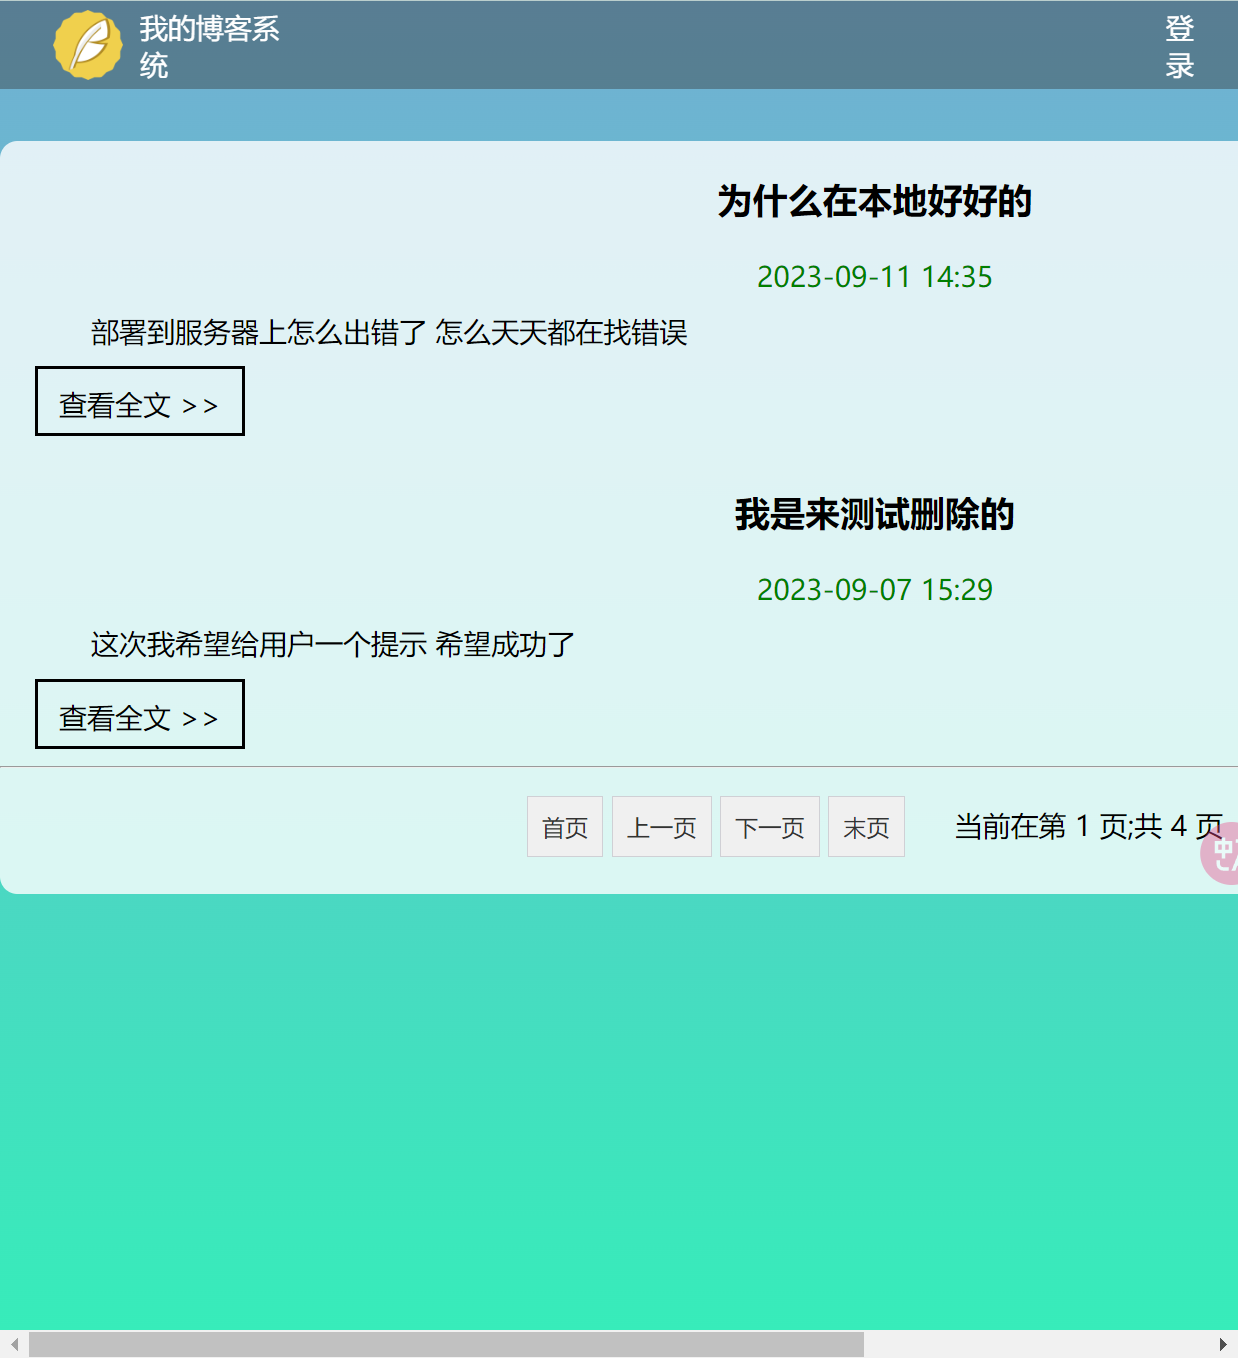 我的博客系
统
登
录
为什么在本地好好的
2023-09-11 14:35
部署到服务器上怎么出错了 怎么天天都在找错误
查看全文 >>
我是来测试删除的
2023-09-07 15:29
这次我希望给用户一个提示 希望成功了
查看全文 >>
首页 上一页 下一页 末页 当前在第 1 页;共 4 页
中